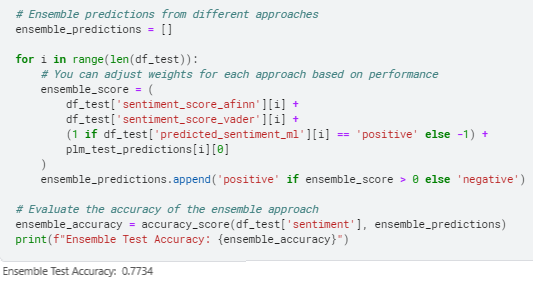 # Ensemble predictions from different approaches
ensemble_predictions = []
for i in range(len(df_test)):
# You can adjust weights for each approach based on performance
ensemble_score = (
df_test['sentiment_score_afinn'][i] +
df_test['sentiment_score_vader'][i] +
(1 if df_test['predicted_sentiment_ml'][i] == 'positive' else -1) +
plm_test_predictions[i][0]
)
ensemble_predictions.append('positive' if ensemble_score > 0 else 'negative')
# Evaluate the accuracy of the ensemble approach
ensemble_accuracy = accuracy_score(df_test['sentiment'], ensemble_predictions)
print(f"Ensemble Test Accuracy: {ensemble_accuracy}")
Ensemble Test Accuracy: 0.7734